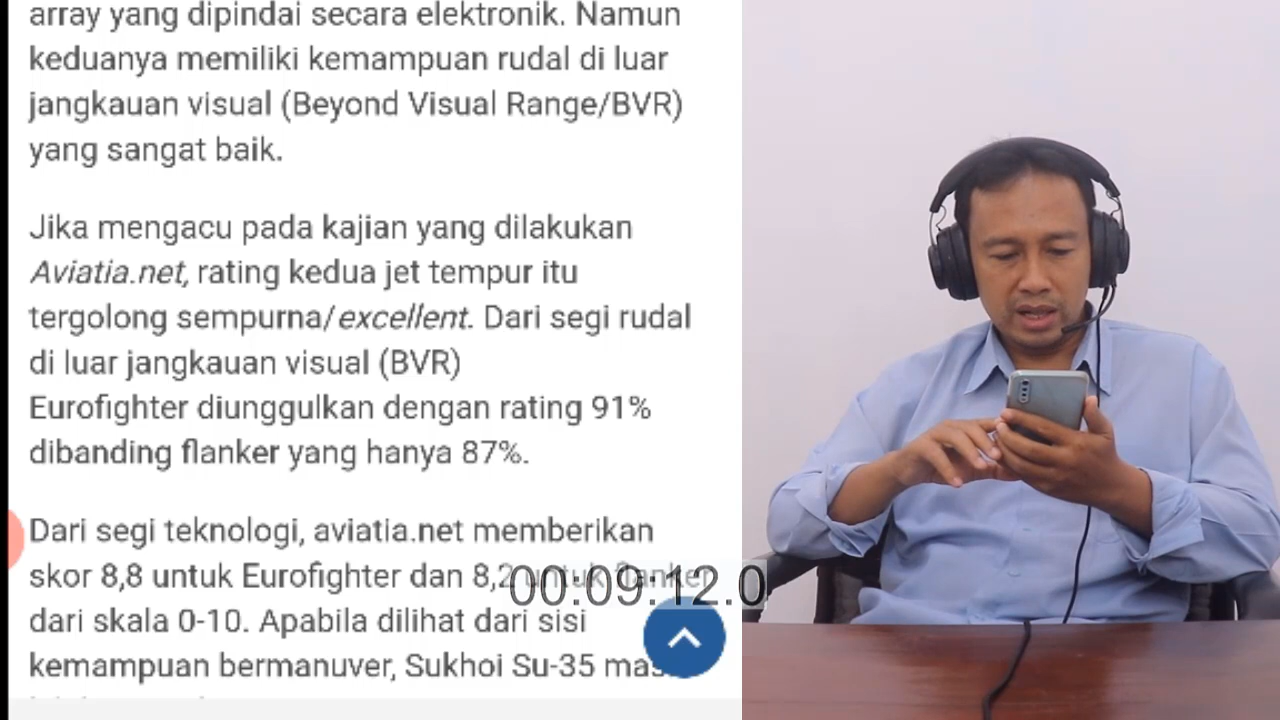 array yang dipindai secara elektronik. Namun
keduanya memiliki kemampuan rudal di luar
jangkauan visual (Beyond Visual Range/BVR)
yang sangat baik.
Jika mengacu pada kajian yang dilakukan
Aviatia.net, rating kedua jet tempur itu
tergolong sempurna/excellent. Dari segi rudal
di luar jangkauan visual (BVR)
Eurofighter diunggulkan dengan rating 91%
dibanding flanker yang hanya 87%.
Dari segi teknologi, aviatia.net memberikan
skor 8,8 untuk Eurofighter dan 8,2 untuk flanker
00:09:12.0
dari skala 0-10. Apabila dilihat dari sisi
kemampuan bermanuver, Sukhoi Su-35 mas